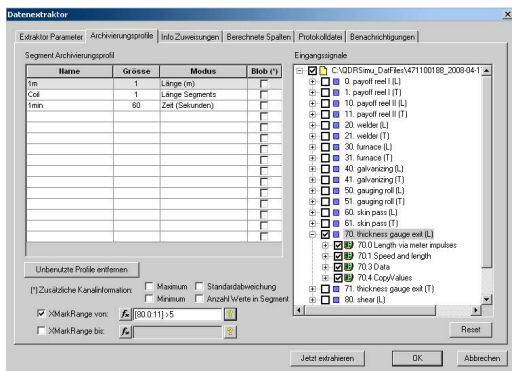 Datenextraktor
Extraktor Parameter Archivierungsprofile Info Zuweisungen Berechnete Spalten Protokolldatei Benachrichtigungen
Segment Archivierungsprofil
Name Grösse Modus Blob (*)
1m 1 Länge (m)
Coil 1 Länge Segments
1min 60 Zeit (Sekunden)
Unbenutzte Profile entfernen
(*) Zusätzliche Kanalinformation:
Maximum Standardabweichung
Minimum Anzahl Werte in Segment
XMarkRange von: fx [80.0:11]>5 ?
XMarkRange bis: fx ?
Eingangssignale
C:\QDRSimu_DatFiles\471100188_2008-04-1
0. payoff reel I (L)
1. payoff reel I (T)
10. payoff reel II (L)
11. payoff reel II (T)
20. welder (L)
21. welder (T)
30. furnace (L)
31. furnace (T)
40. galvanizing (L)
41. galvanizing (T)
50. gauging roll (L)
51. gauging roll (T)
60. skin pass (L)
61. skin pass (T)
70. thickness gauge exit (L)
70.0 Length via meter impulses
70.1 Speed and length
70.3 Data
70.4 CopyValues
71. thickness gauge exit (T)
80. shear (L)
Reset
Jetzt extrahieren OK Abbrechen